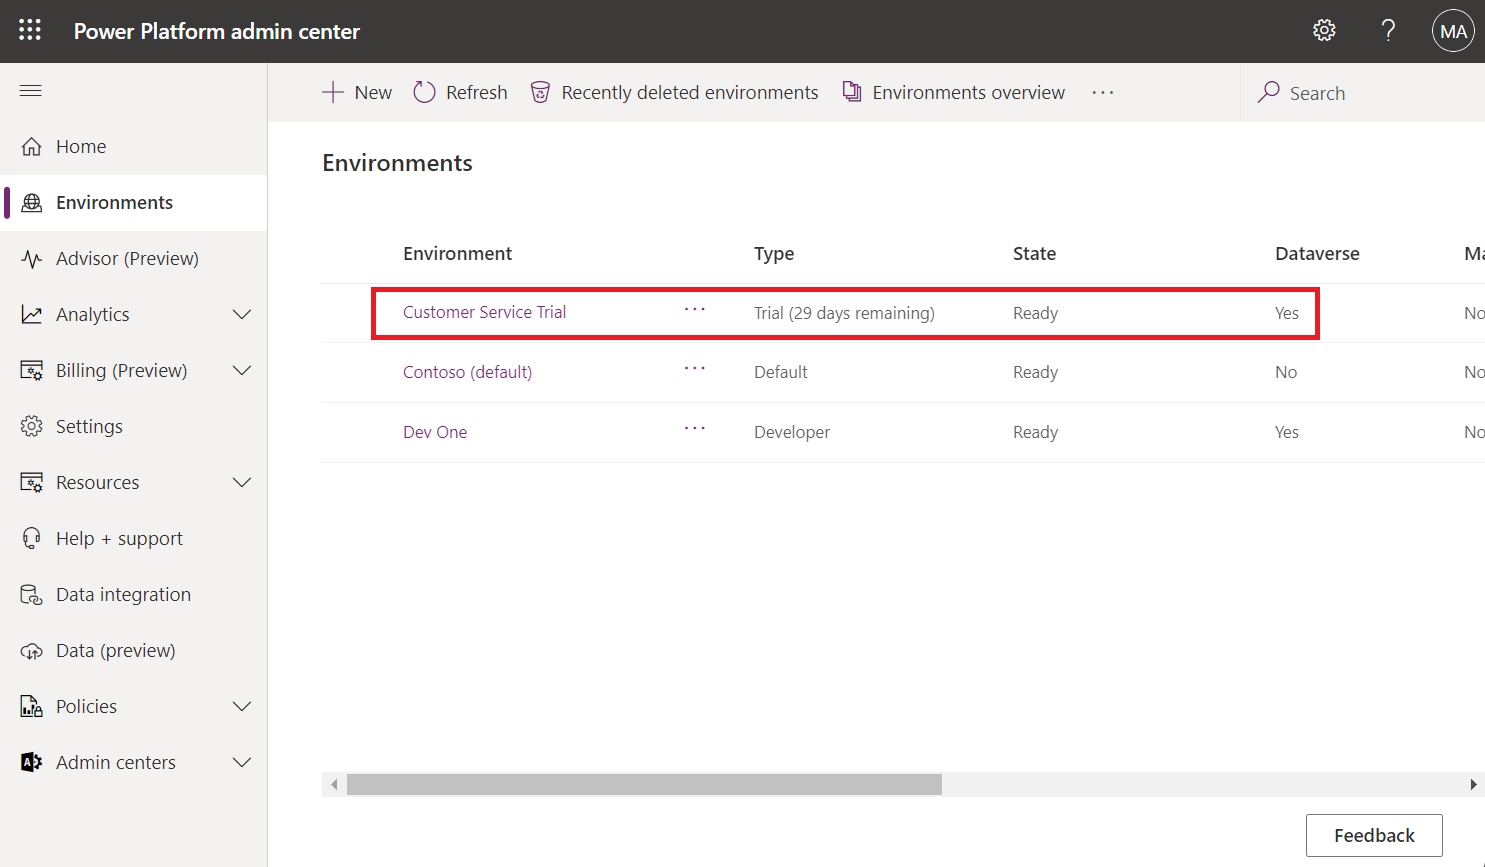 Power Platform admin center
?
MA
New
Refresh
Recently deleted environments
Environments overview
...
Search
Home
Environments
Advisor (Preview)
Analytics
Billing (Preview)
Settings
Resources
Help + support
Data integration
Data (preview)
Policies
Admin centers
Environments
Environment Type State Dataverse Ma
Customer Service Trial ... Trial (29 days remaining) Ready Yes No
Contoso (default) ... Default Ready No No
Dev One ... Developer Ready Yes No
Feedback